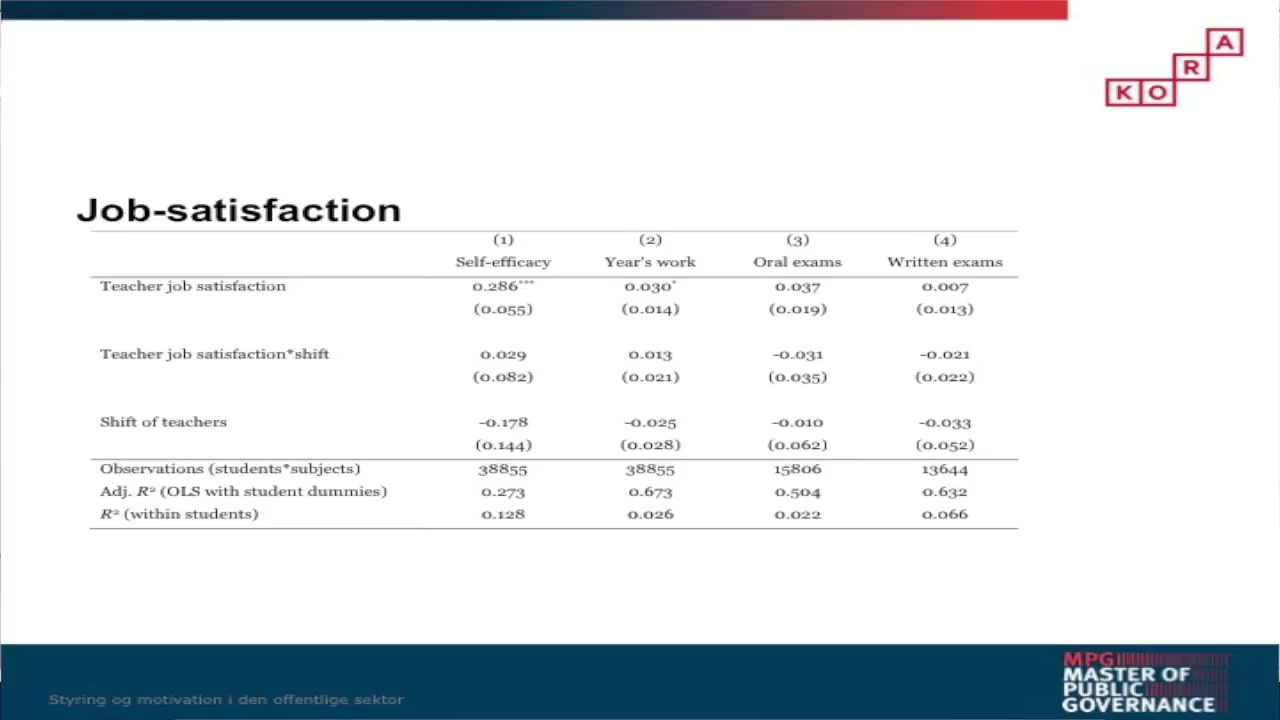 KORA
Job-satisfaction
(1) (2) (3) (4)
Self-efficacy Year's work Oral exams Written exams
Teacher job satisfaction 0.286*** 0.030* 0.037 0.007
(0.055) (0.014) (0.019) (0.013)
Teacher job satisfaction*shift 0.029 0.013 -0.031 -0.021
(0.082) (0.021) (0.035) (0.022)
Shift of teachers -0.178 -0.025 -0.010 -0.033
(0.144) (0.028) (0.062) (0.052)
Observations (students*subjects) 38855 38855 15806 13644
Adj. R² (OLS with student dummies) 0.273 0.673 0.504 0.632
R² (within students) 0.128 0.026 0.022 0.066
Styring og motivation i den offentlige sektor
MPG
MASTER OF
PUBLIC
GOVERNANCE